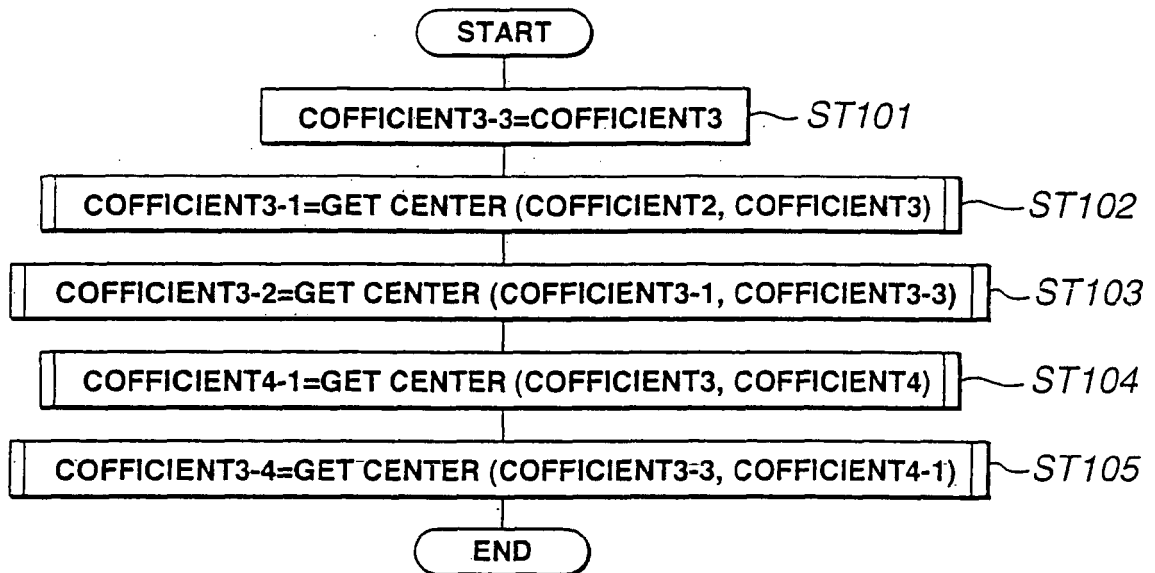 START
COFFICIENT3-3=COFFICIENT3
ST101
COFFICIENT3-1=GET CENTER (COFFICIENT2, COFFICIENT3)
ST102
COFFICIENT3-2=GET CENTER (COFFICIENT3-1, COFFICIENT3-3)
ST103
COFFICIENT4-1=GET CENTER (COFFICIENT3, COFFICIENT4)
ST104
COFFICIENT3-4=GET CENTER (COFFICIENT3-3, COFFICIENT4-1)
ST105
END